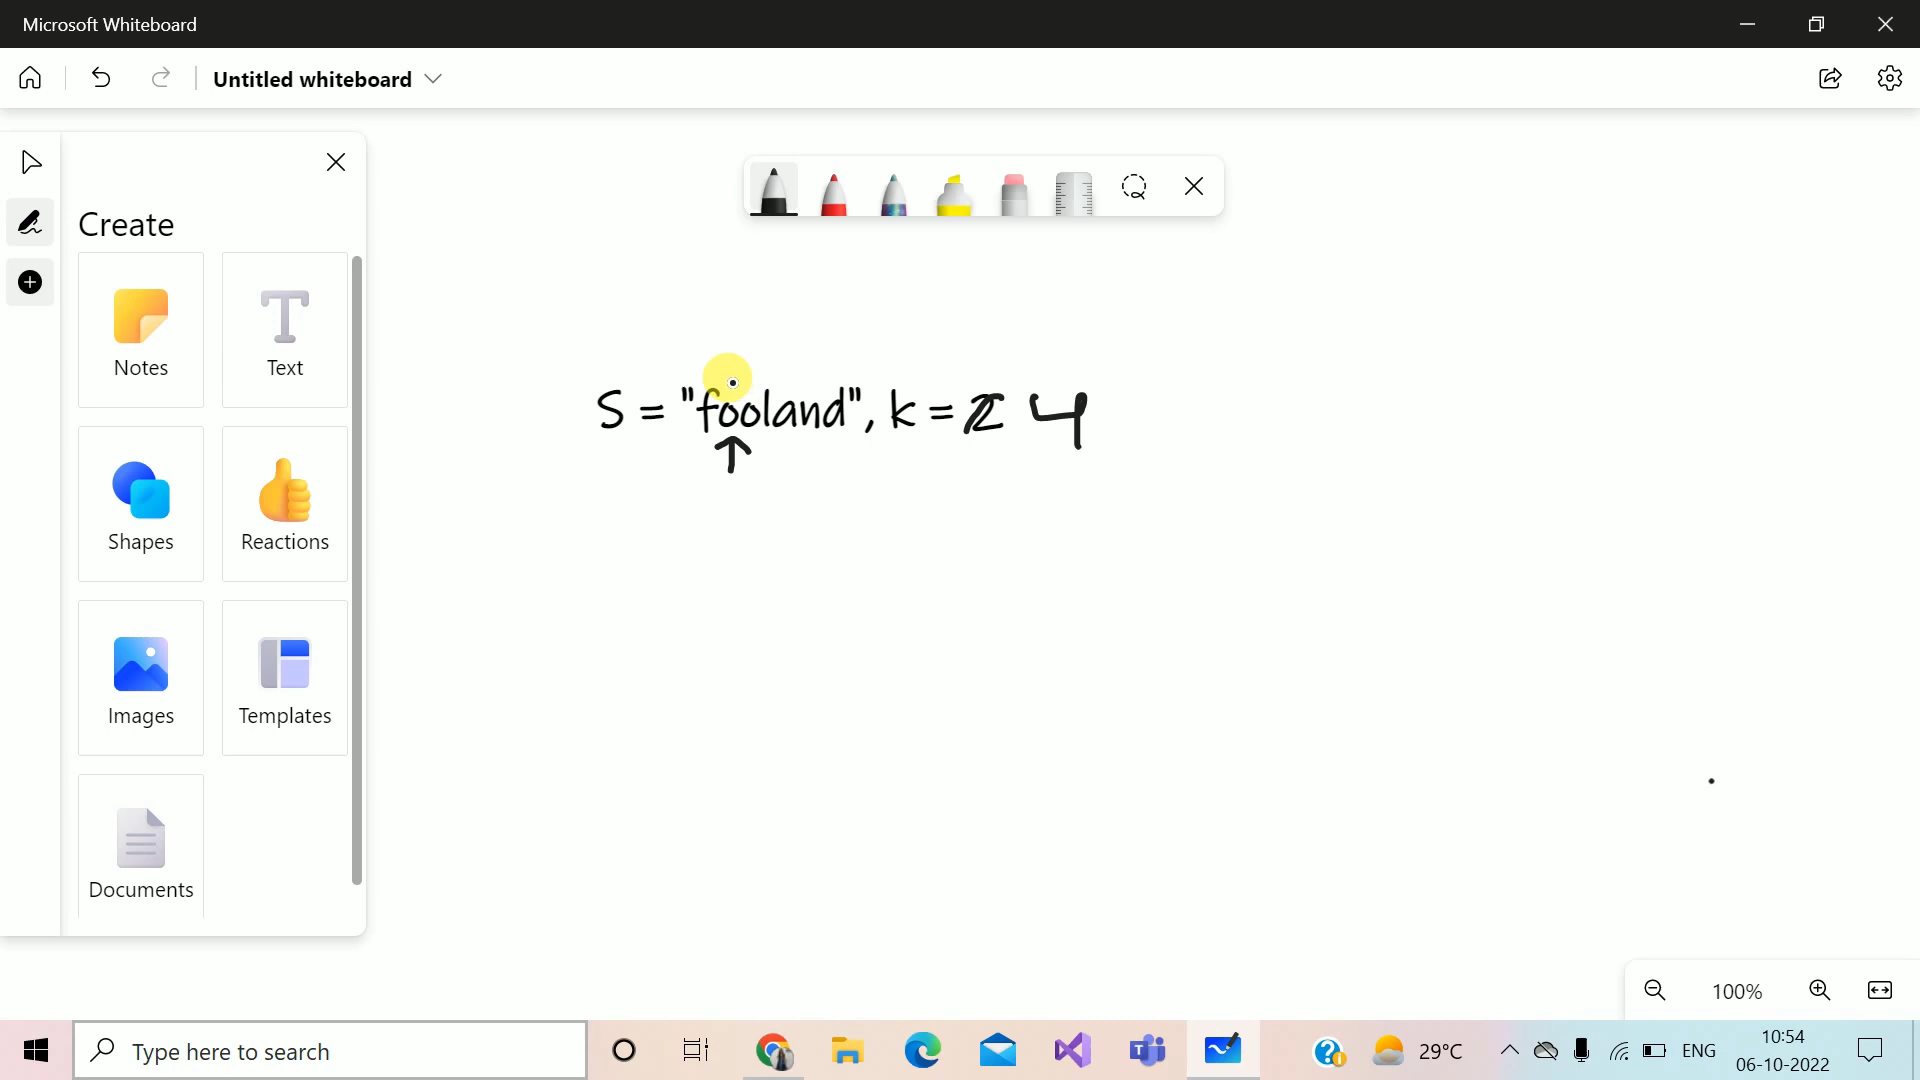 Microsoft Whiteboard
Untitled whiteboard
Create
Notes
Text
S = "fooland", k = 2 4
Shapes
Reactions
Images
Templates
Documents
100%
Type here to search
29°C
ENG
10:54
06-10-2022